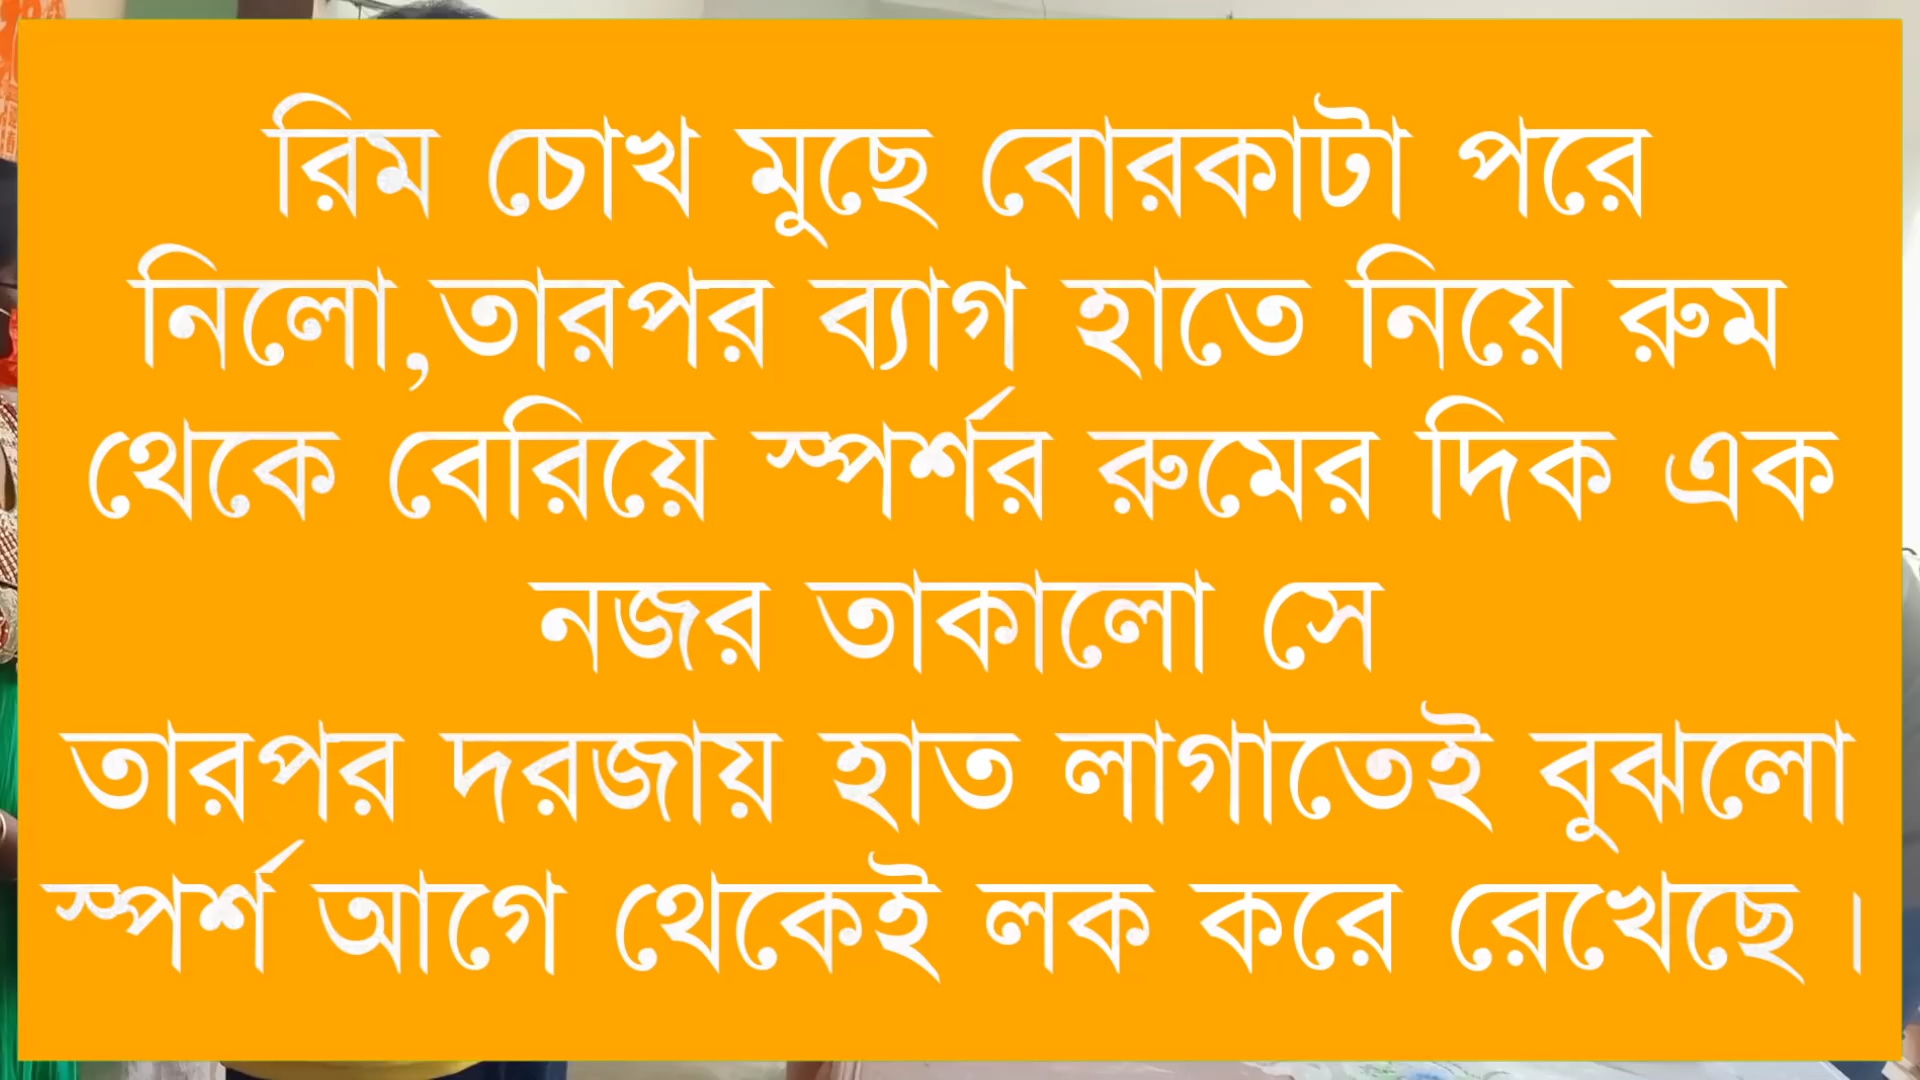 রিম চোখ মুছে বোরকাটা পরে
নিলো,তারপর ব্যাগ হাতে নিয়ে রুম
থেকে বেরিয়ে স্পর্শর রুমের দিক এক
নজর তাকালো সে
তারপর দরজায় হাত লাগাতেই বুঝলো
স্পর্শ আগে থেকেই লক করে রেখেছে।